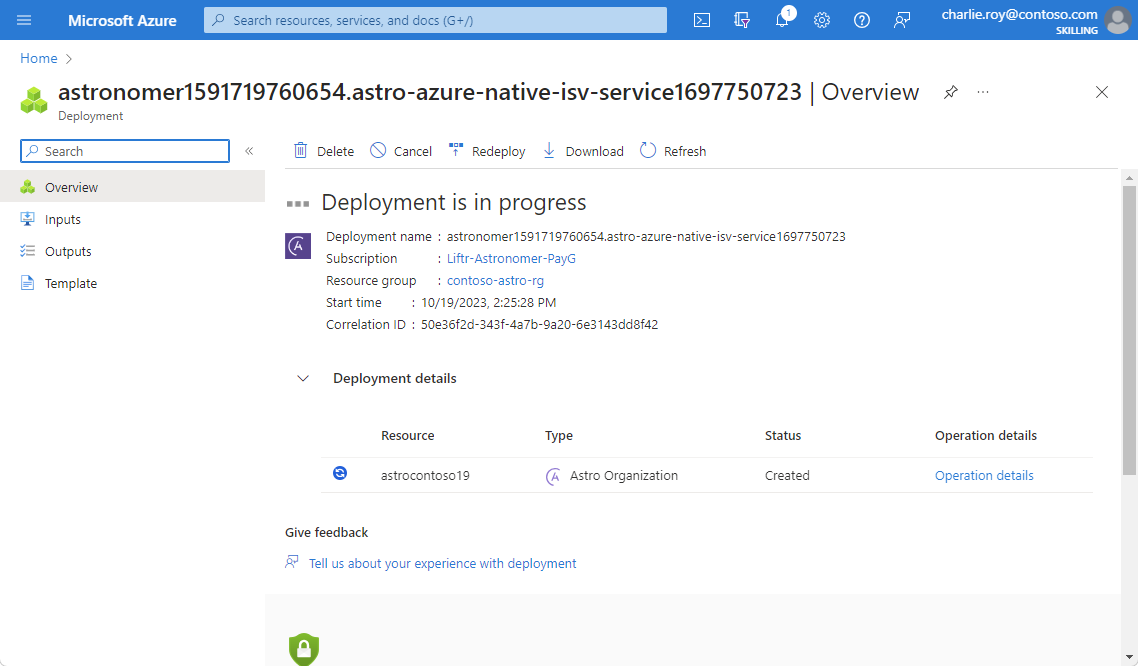 Microsoft Azure
Search resources, services, and docs (G+/)
1
charlie.roy@contoso.com
SKILLING
Home
astronomer1591719760654.astro-azure-native-isv-service1697750723 | Overview
Deployment
Search
Delete
Cancel
Redeploy
Download
Refresh
Overview
Inputs
Outputs
Template
Deployment is in progress
Deployment name : astronomer1591719760654.astro-azure-native-isv-service1697750723
Subscription : Liftr-Astronomer-PayG
Resource group : contoso-astro-rg
Start time : 10/19/2023, 2:25:28 PM
Correlation ID : 50e36f2d-343f-4a7b-9a20-6e3143dd8f42
Deployment details
Resource Type Status Operation details
astrocontoso19 Astro Organization Created Operation details
Give feedback
Tell us about your experience with deployment